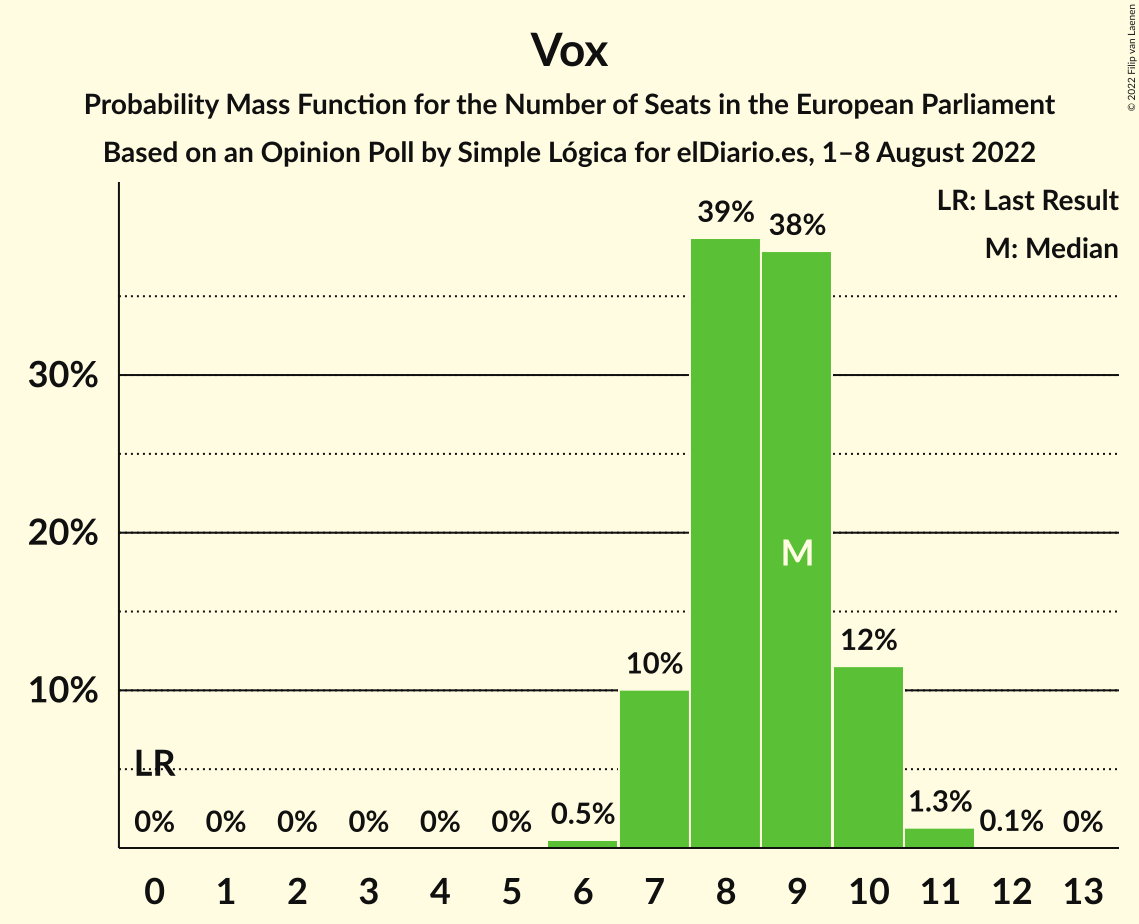 © 2022 Filip van Laenen
Vox
Probability Mass Function for the Number of Seats in the European Parliament
Based on an Opinion Poll by Simple Lógica for elDiario.es, 1–8 August 2022
LR: Last Result
M: Median
39%
38%
30%
20%
M
12%
10%
10%
LR
0% 0% 0% 0% 0% 0% 0.5% 1.3% 0.1% 0%
0 1 2 3 4 5 6 7 8 9 10 11 12 13